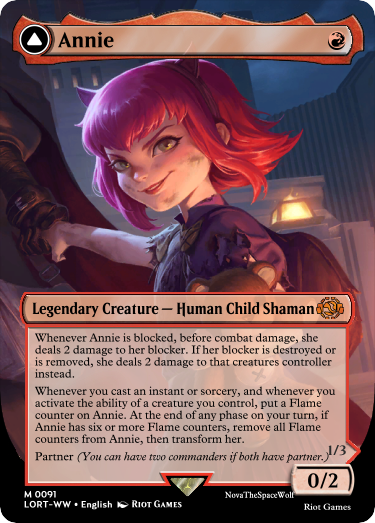 Annie
Legendary Creature — Human Child Shaman
Whenever Annie is blocked, before combat damage, she
deals 2 damage to her blocker. If her blocker is destroyed or
is removed, she deals 2 damage to that creatures controller
instead.
Whenever you cast an instant or sorcery, and whenever you
activate the ability of a creature you control, put a Flame
counter on Annie. At the end of any phase on your turn, if
Annie has six or more Flame counters, remove all Flame
counters from Annie, then transform her.
Partner (You can have two commanders if both have partner.)
1/3
0/2
M 0091
LORT-WW • English Riot Games
NovaTheSpaceWolf
Riot Games